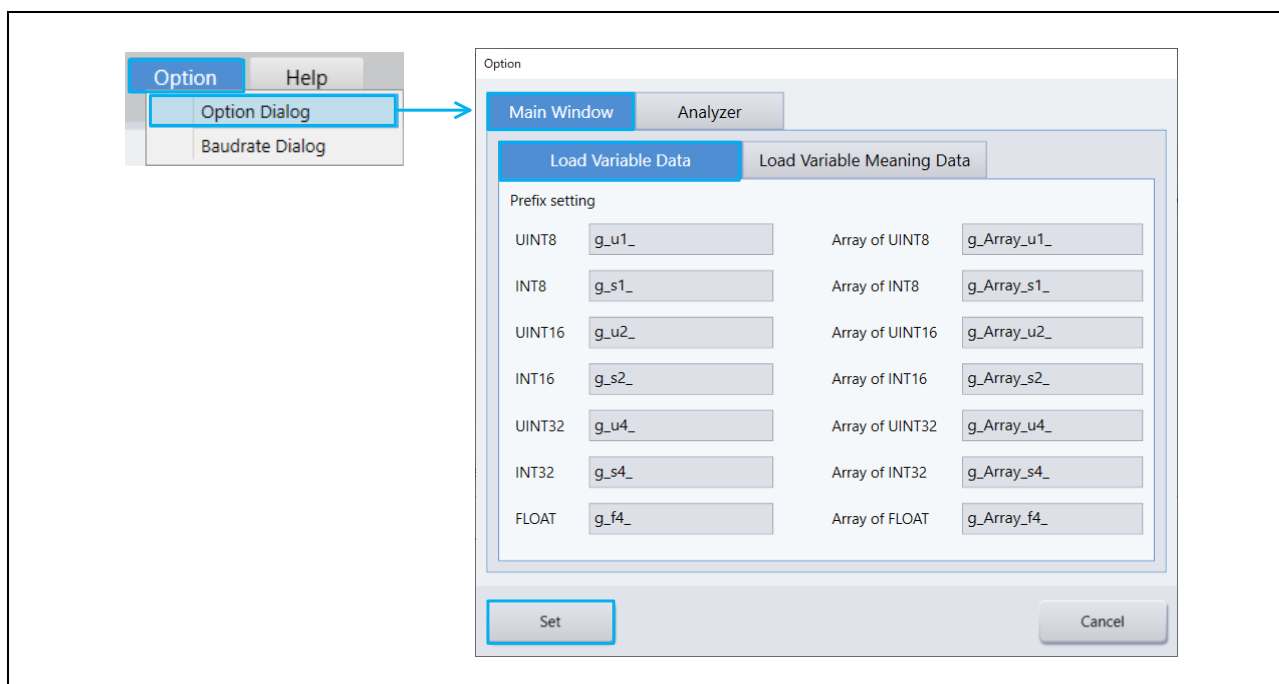 Option Help
Option Dialog
Baudrate Dialog
Option
Main Window Analyzer
Load Variable Data Load Variable Meaning Data
Prefix setting
UINT8 g_u1_ Array of UINT8 g_Array_u1_
INT8 g_s1_ Array of INT8 g_Array_s1_
UINT16 g_u2_ Array of UINT16 g_Array_u2_
INT16 g_s2_ Array of INT16 g_Array_s2_
UINT32 g_u4_ Array of UINT32 g_Array_u4_
INT32 g_s4_ Array of INT32 g_Array_s4_
FLOAT g_f4_ Array of FLOAT g_Array_f4_
Set Cancel